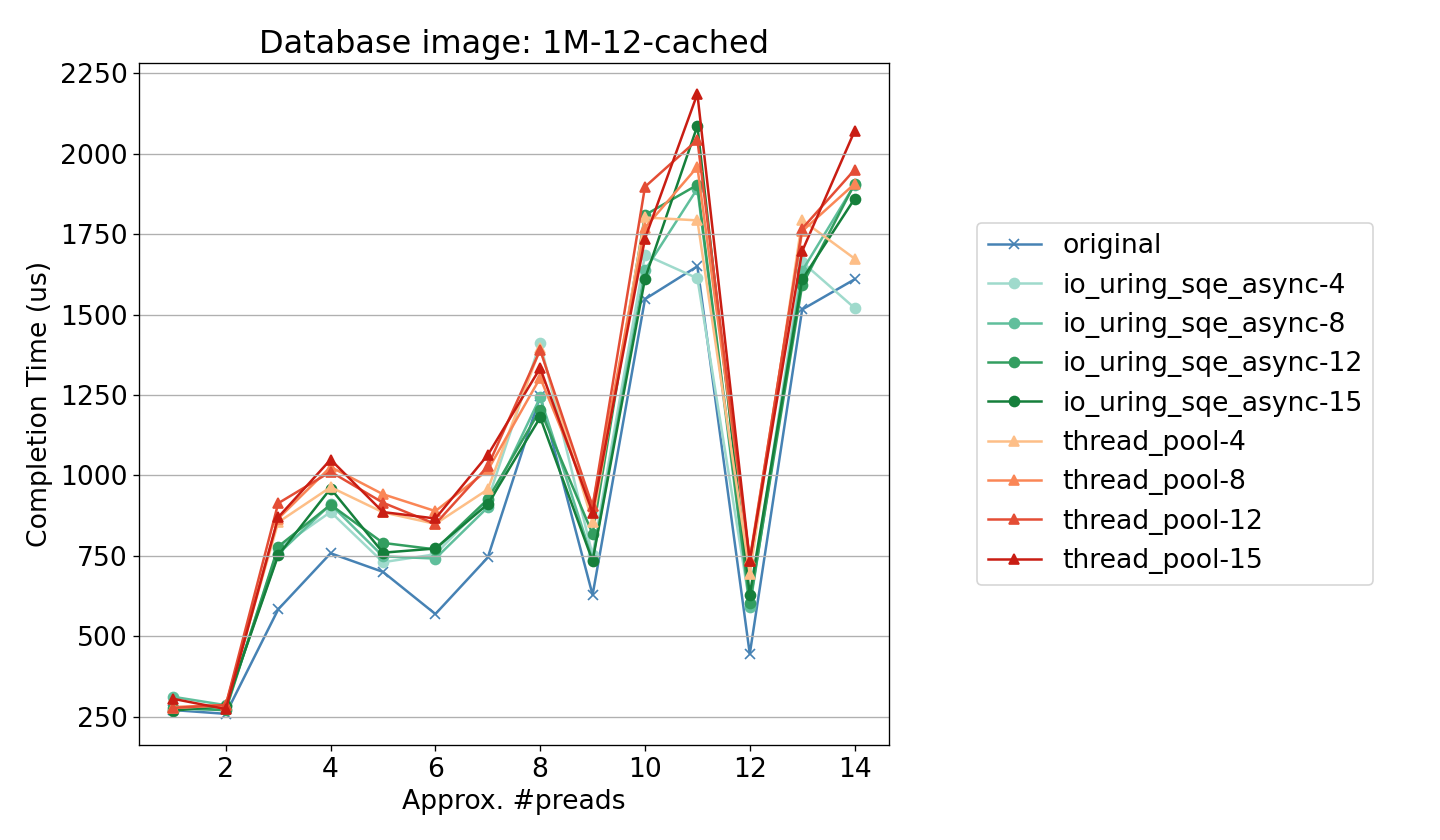 Database image: 1M-12-cached
2250
2000
1750
1500
1250
1000
750
500
250
Completion Time (us)
2 4 6 8 10 12 14
Approx. #preads
original
io_uring_sqe_async-4
io_uring_sqe_async-8
io_uring_sqe_async-12
io_uring_sqe_async-15
thread_pool-4
thread_pool-8
thread_pool-12
thread_pool-15